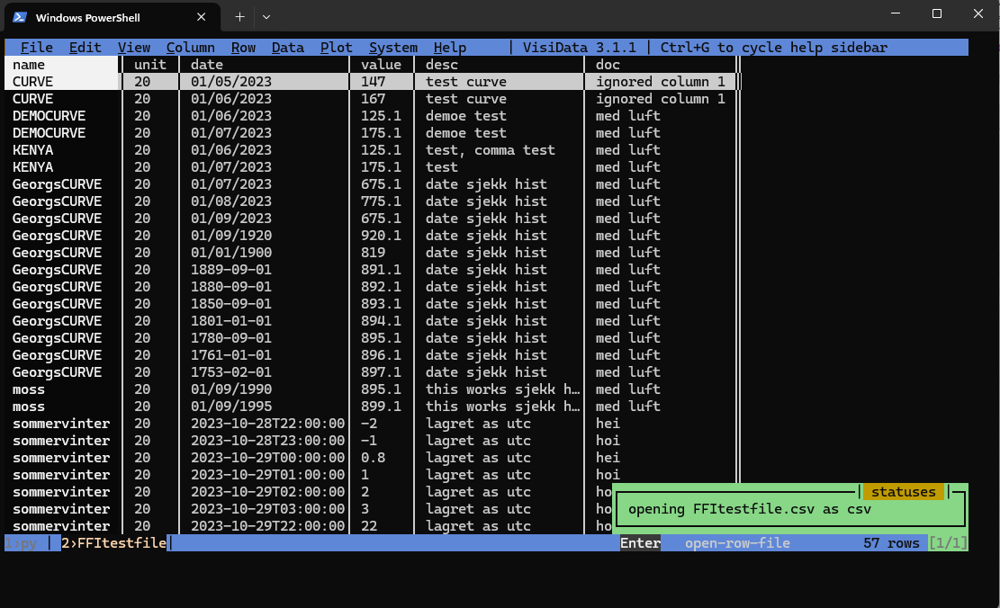 Windows PowerShell
File Edit View Column Row Data Plot System Help | VisiData 3.1.1 | Ctrl+G to cycle help sidebar
name unit date value desc doc
CURVE 20 01/05/2023 147 test curve ignored column 1
CURVE 20 01/06/2023 167 test curve ignored column 1
DEMOCURVE 20 01/06/2023 125.1 demoe test med luft
DEMOCURVE 20 01/07/2023 175.1 demoe test med luft
KENYA 20 01/06/2023 125.1 test, comma test med luft
KENYA 20 01/07/2023 175.1 test med luft
GeorgsCURVE 20 01/07/2023 675.1 date sjekk hist med luft
GeorgsCURVE 20 01/08/2023 775.1 date sjekk hist med luft
GeorgsCURVE 20 01/09/2023 675.1 date sjekk hist med luft
GeorgsCURVE 20 01/09/1920 920.1 date sjekk hist med luft
GeorgsCURVE 20 01/01/1900 819 date sjekk hist med luft
GeorgsCURVE 20 1889-09-01 891.1 date sjekk hist med luft
GeorgsCURVE 20 1880-09-01 892.1 date sjekk hist med luft
GeorgsCURVE 20 1850-09-01 893.1 date sjekk hist med luft
GeorgsCURVE 20 1801-01-01 894.1 date sjekk hist med luft
GeorgsCURVE 20 1780-09-01 895.1 date sjekk hist med luft
GeorgsCURVE 20 1761-01-01 896.1 date sjekk hist med luft
GeorgsCURVE 20 1753-02-01 897.1 date sjekk hist med luft
moss 20 01/09/1990 895.1 this works sjekk h… med luft
moss 20 01/09/1995 899.1 this works sjekk h… med luft
sommervinter 20 2023-10-28T22:00:00 -2 lagret as utc hei
sommervinter 20 2023-10-28T23:00:00 -1 lagret as utc hoi
sommervinter 20 2023-10-29T00:00:00 0.8 lagret as utc hei
sommervinter 20 2023-10-29T01:00:00 1 lagret as utc hoi
sommervinter 20 2023-10-29T02:00:00 2 lagret as utc ho
sommervinter 20 2023-10-29T03:00:00 3 lagret as utc ho
sommervinter 20 2023-10-29T22:00:00 22 lagret as utc ho
| statuses |
opening FFItestfile.csv as csv
1›py | 2›FFItestfile| Enter open-row-file 57 rows [1/1]